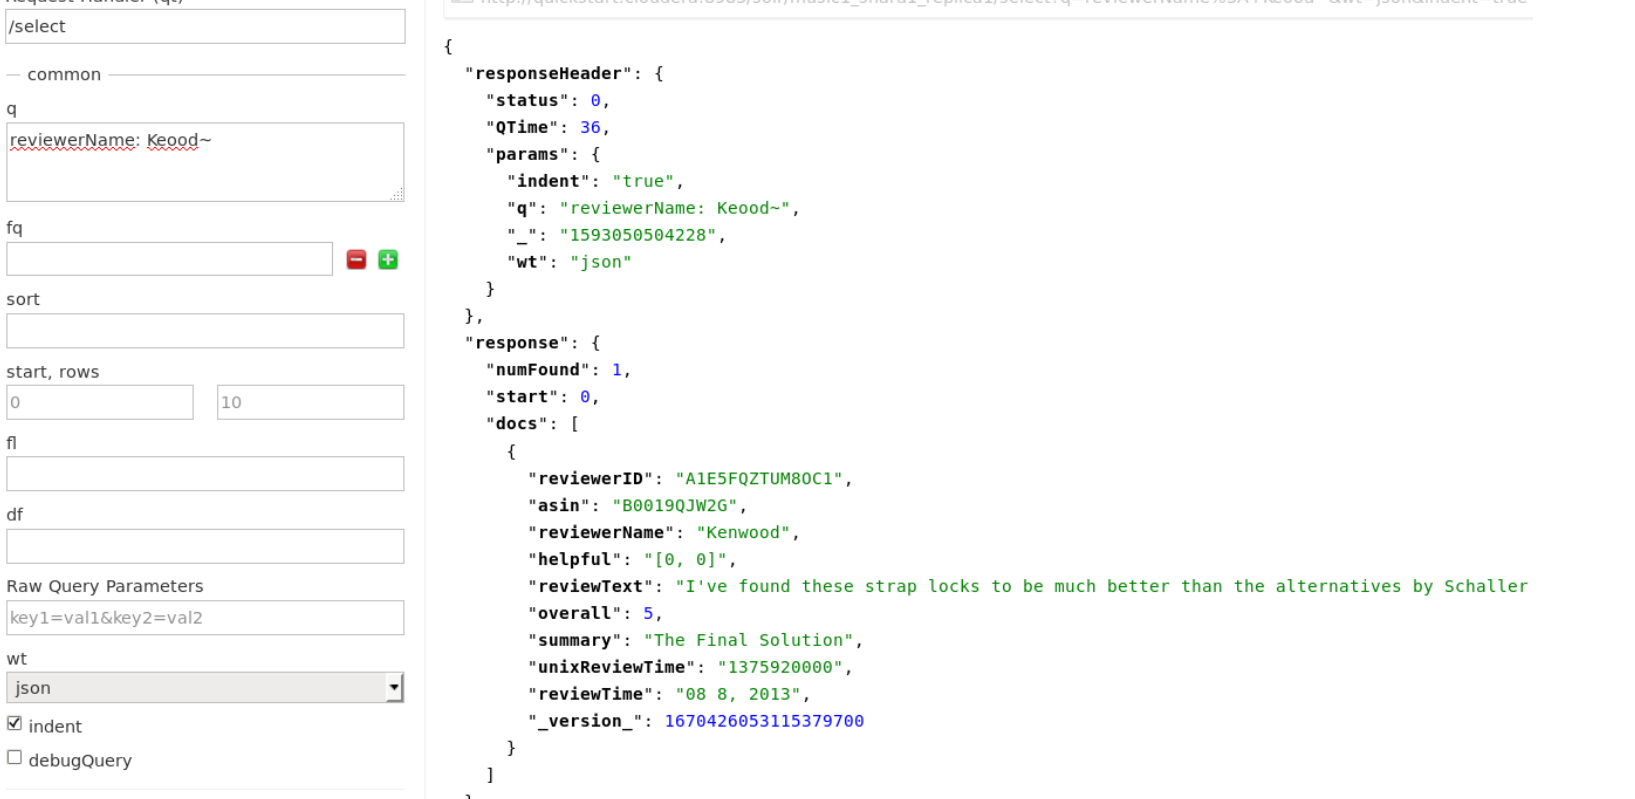 /select
common
q
reviewerName: Keood~
fq
sort
start, rows
0 10
fl
df
Raw Query Parameters
key1=val1&key2=val2
wt
json
indent
debugQuery
{
"responseHeader": {
"status": 0,
"QTime": 36,
"params": {
"indent": "true",
"q": "reviewerName: Keood~",
"_": "1593050504228",
"wt": "json"
}
},
"response": {
"numFound": 1,
"start": 0,
"docs": [
{
"reviewerID": "A1E5FQZTUM8OC1",
"asin": "B0019QJW2G",
"reviewerName": "Kenwood",
"helpful": "[0, 0]",
"reviewText": "I've found these strap locks to be much better than the alternatives by Schaller
"overall": 5,
"summary": "The Final Solution",
"unixReviewTime": "1375920000",
"reviewTime": "08 8, 2013",
"_version_": 1670426053115379700
}
]